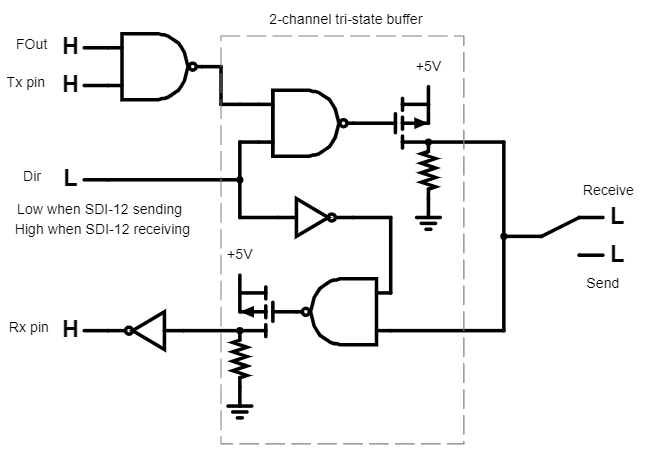 2-channel tri-state buffer
FOut H
Tx pin H
+5V
Dir L
Low when SDI-12 sending
High when SDI-12 receiving
Receive
L
L
Send
+5V
Rx pin H